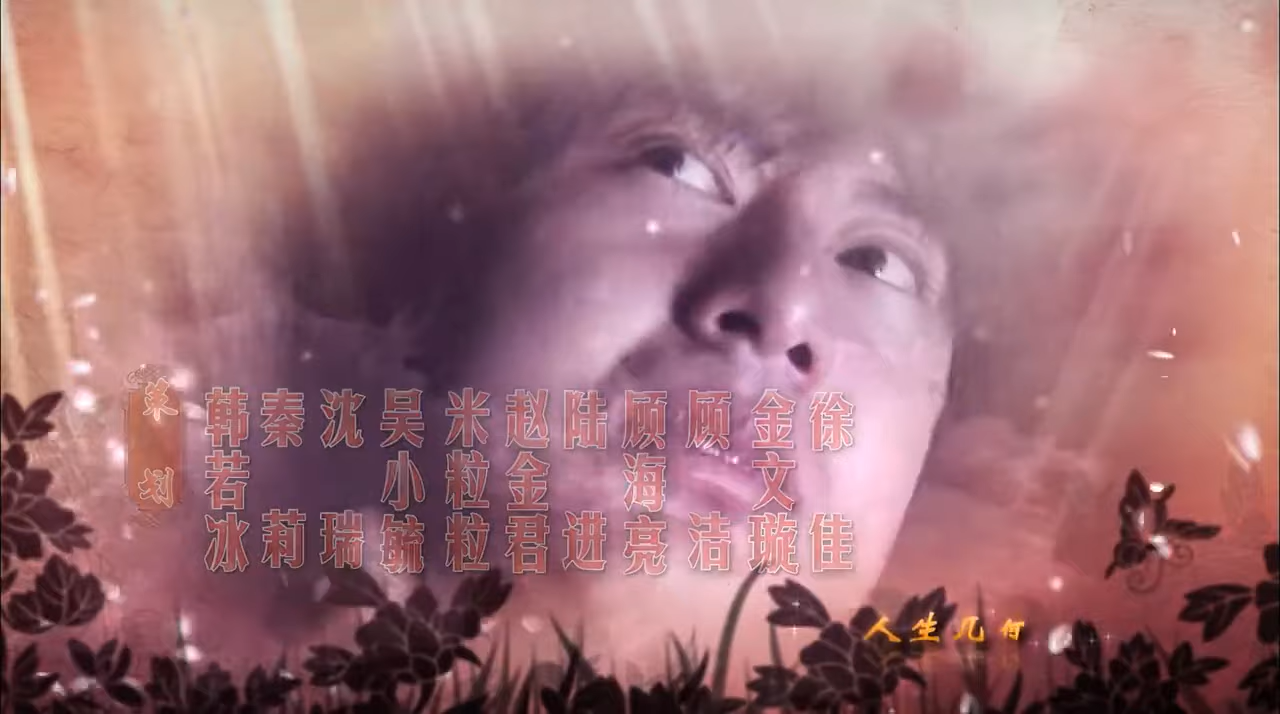 策划
韩若冰
秦莉
沈瑞
吴小毓
米粒粒
赵金君
陆进
顾海亮
顾洁
金文璇
徐佳
人生几何